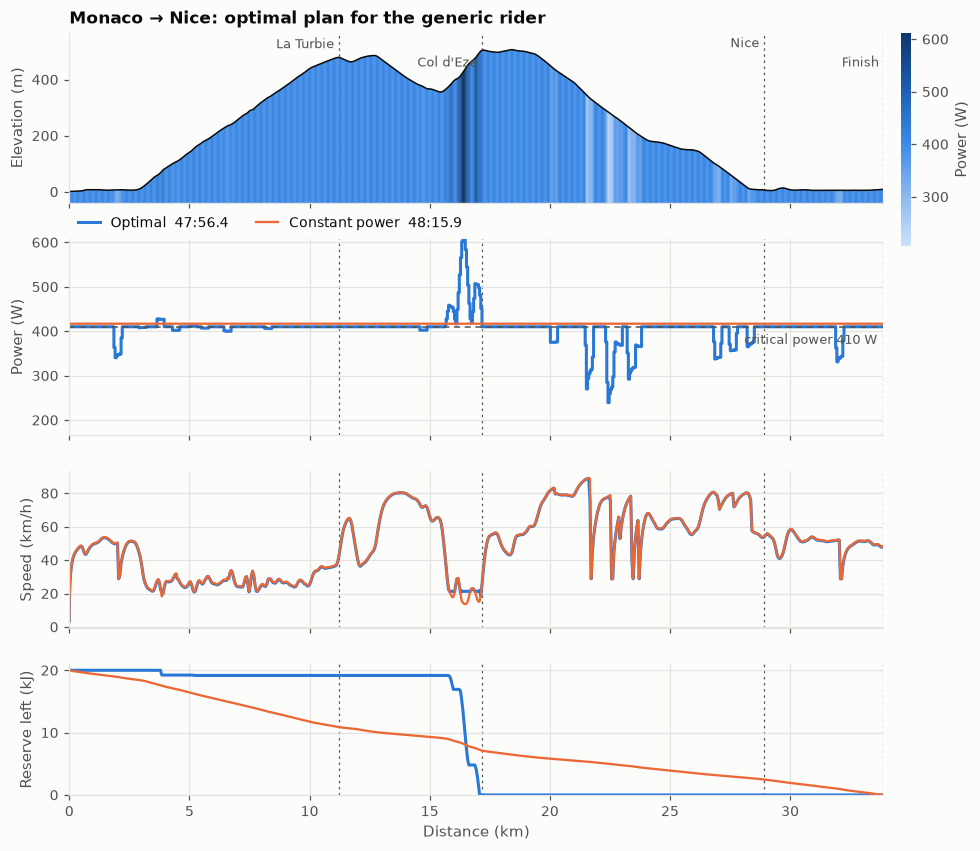 Monaco → Nice: optimal plan for the generic rider
La Turbie
Col d'Eze
Nice
Finish
Elevation (m)
400
200
0
600
500
400
300
Power (W)
Optimal 47:56.4
Constant power 48:15.9
Power (W)
600
500
400
300
200
critical power 410 W
Speed (km/h)
80
60
40
20
0
Reserve left (kJ)
20
10
0
0 5 10 15 20 25 30
Distance (km)